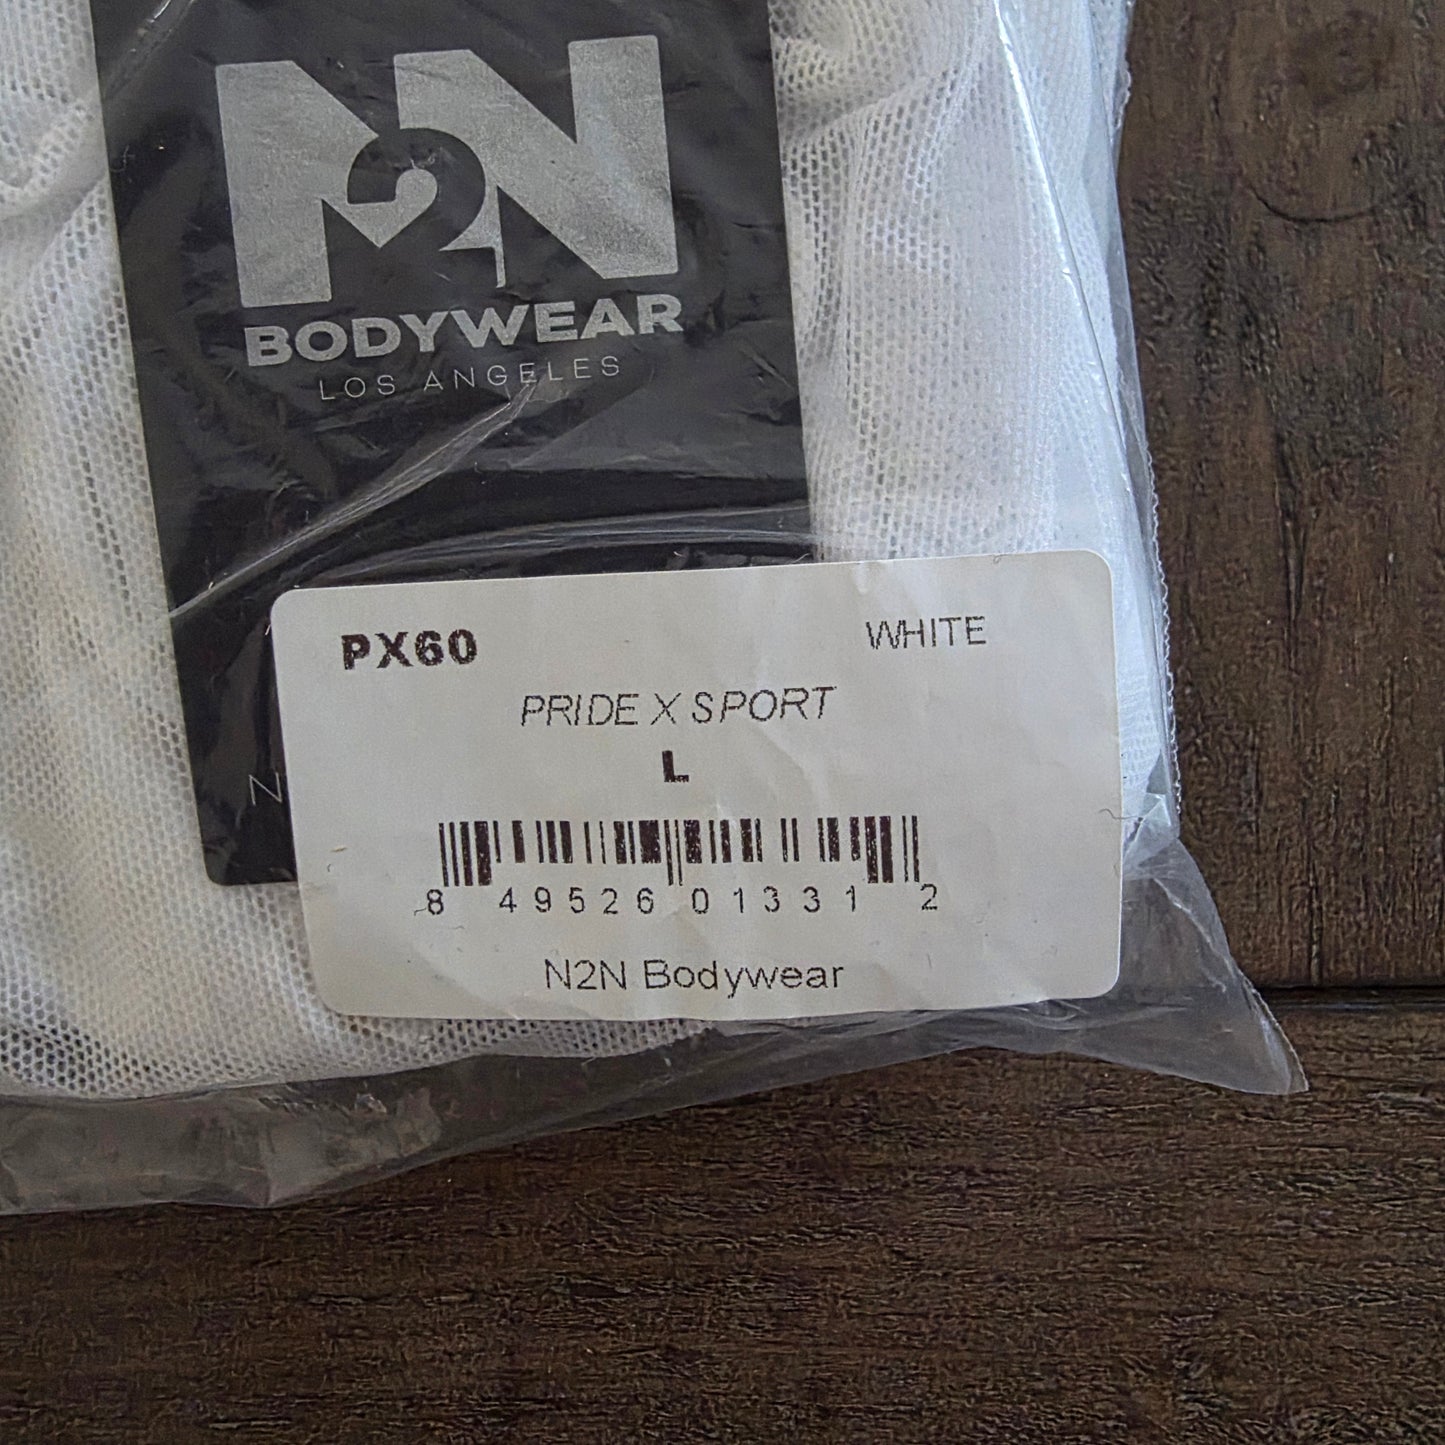 N2N
BODYWEAR
LOS ANGELES
PX60 WHITE
PRIDE X SPORT
L
8 49526 01331 2
N2N Bodywear